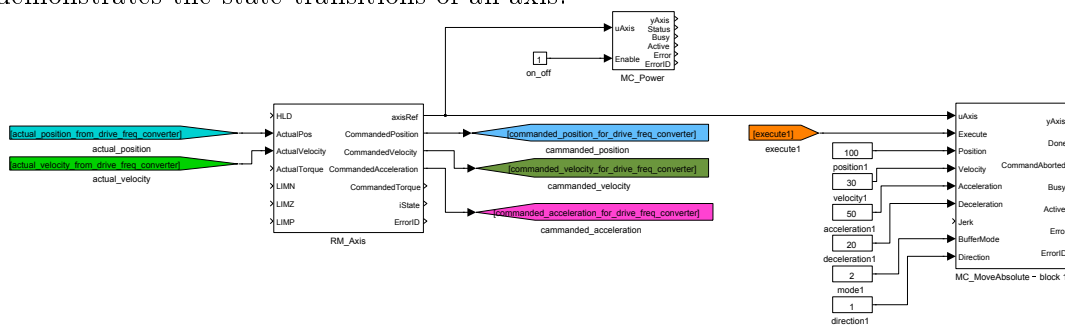 demonstrates the state transitions of an axis.
uAxis
Enable
yAxis
Status
Busy
Active
Error
ErrorID
MC_Power
1
on_off
HLD
ActualPos
ActualVelocity
ActualTorque
LIMN
LIMZ
LIMP
axisRef
CommandedPosition
CommandedVelocity
CommandedAcceleration
CommandedTorque
iState
ErrorID
RM_Axis
[actual_position_from_drive_freq_converter]
actual_position
[actual_velocity_from_drive_freq_converter]
actual_velocity
[commanded_position_for_drive_freq_converter]
cammanded_position
[commanded_velocity_for_drive_freq_converter]
cammanded_velocity
[commanded_acceleration_for_drive_freq_converter]
cammanded_acceleration
[execute1]
execute1
100
position1
30
velocity1
50
acceleration1
20
deceleration1
2
mode1
1
direction1
uAxis
Execute
Position
Velocity
Acceleration
Deceleration
Jerk
BufferMode
Direction
yAxis
Done
CommandAborted
Busy
Active
Erro
ErrorID
MC_MoveAbsolute - block 1